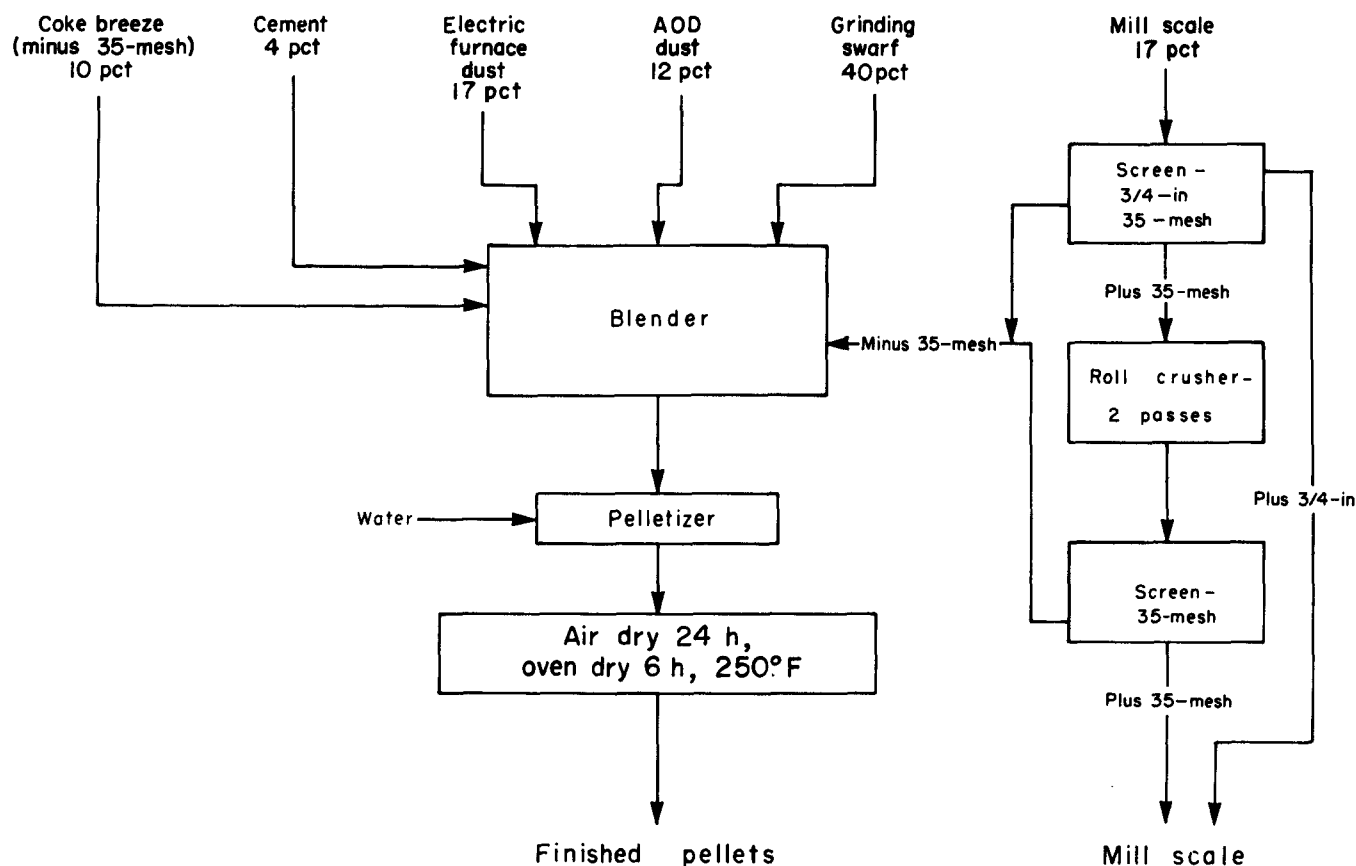 Coke breeze
(minus 35-mesh)
10 pct
Cement
4 pct
Electric
furnace
dust
17 pct
AOD
dust
12 pct
Grinding
swarf
40 pct
Mill scale
17 pct
Screen-
3/4-in
35-mesh
Plus 35-mesh
Blender
Minus 35-mesh
Roll crusher-
2 passes
Plus 3/4-in
Water
Pelletizer
Screen-
35-mesh
Air dry 24 h,
oven dry 6 h, 250°F
Plus 35-mesh
Finished pellets
Mill scale